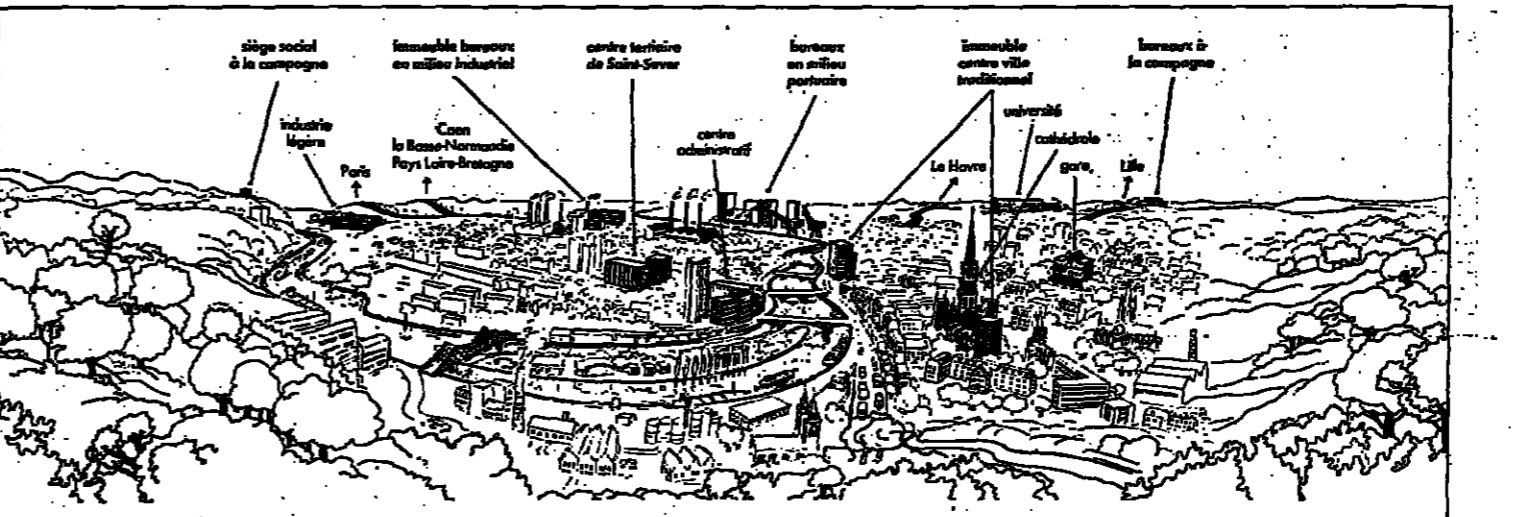 siège social
à la campagne
immeuble bureaux
en milieu industriel
centre tertiaire
de Saint-Sever
bureaux
en milieu
portuaire
immeuble
centre ville
traditionnel
bureaux à
la campagne
industrie
légère
Paris
Caen
la Basse-Normandie
Pays Loire-Bretagne
centre
administratif
Le Havre
université
cathédrale
gare
Lille